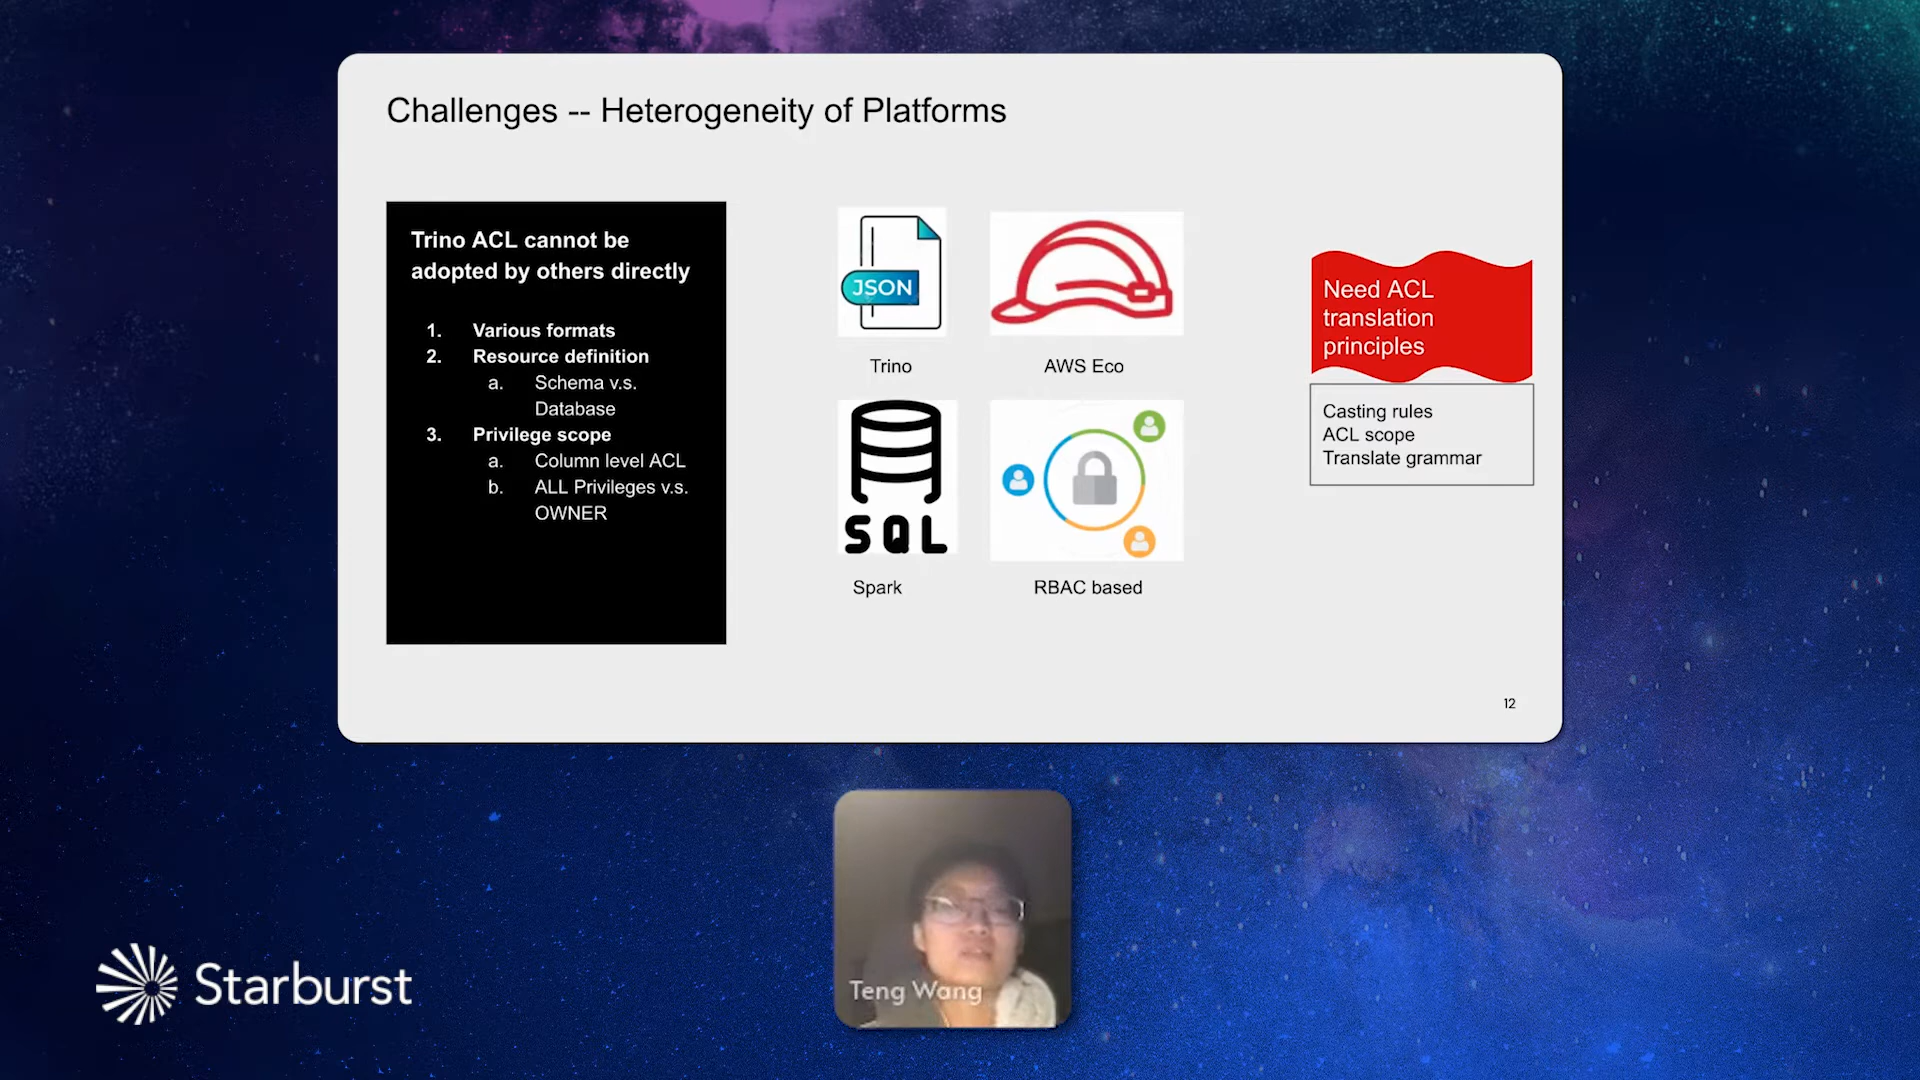 Challenges -- Heterogeneity of Platforms
Trino ACL cannot be
adopted by others directly
1. Various formats
2. Resource definition
a. Schema v.s.
Database
3. Privilege scope
a. Column level ACL
b. ALL Privileges v.s.
OWNER
JSON
Trino
AWS Eco
SQL
Spark
RBAC based
Need ACL
translation
principles
Casting rules
ACL scope
Translate grammar
12
Teng Wang
Starburst